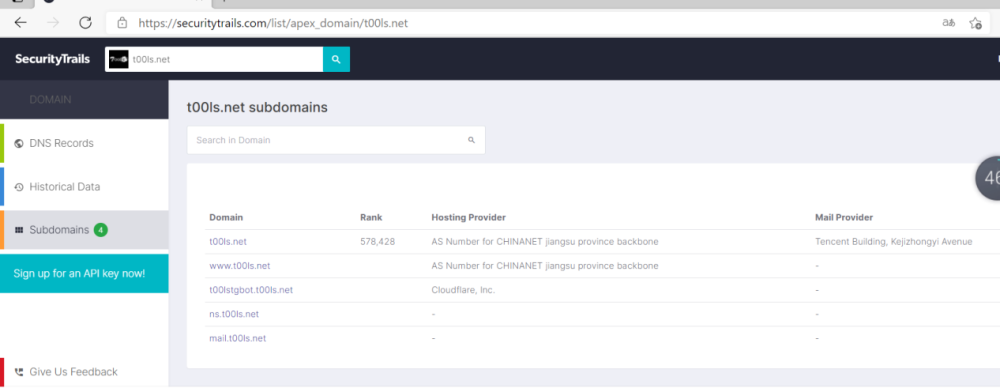 https://securitytrails.com/list/apex_domain/t00ls.net
SecurityTrails
t00ls.net
DOMAIN
DNS Records
Historical Data
Subdomains 4
Sign up for an API key now!
Give Us Feedback
t00ls.net subdomains
Search in Domain
46
Domain Rank Hosting Provider Mail Provider
t00ls.net 578,428 AS Number for CHINANET jiangsu province backbone Tencent Building, Kejizhongyi Avenue
www.t00ls.net AS Number for CHINANET jiangsu province backbone -
t00lstgbot.t00ls.net Cloudflare, Inc. -
ns.t00ls.net - -
mail.t00ls.net - -